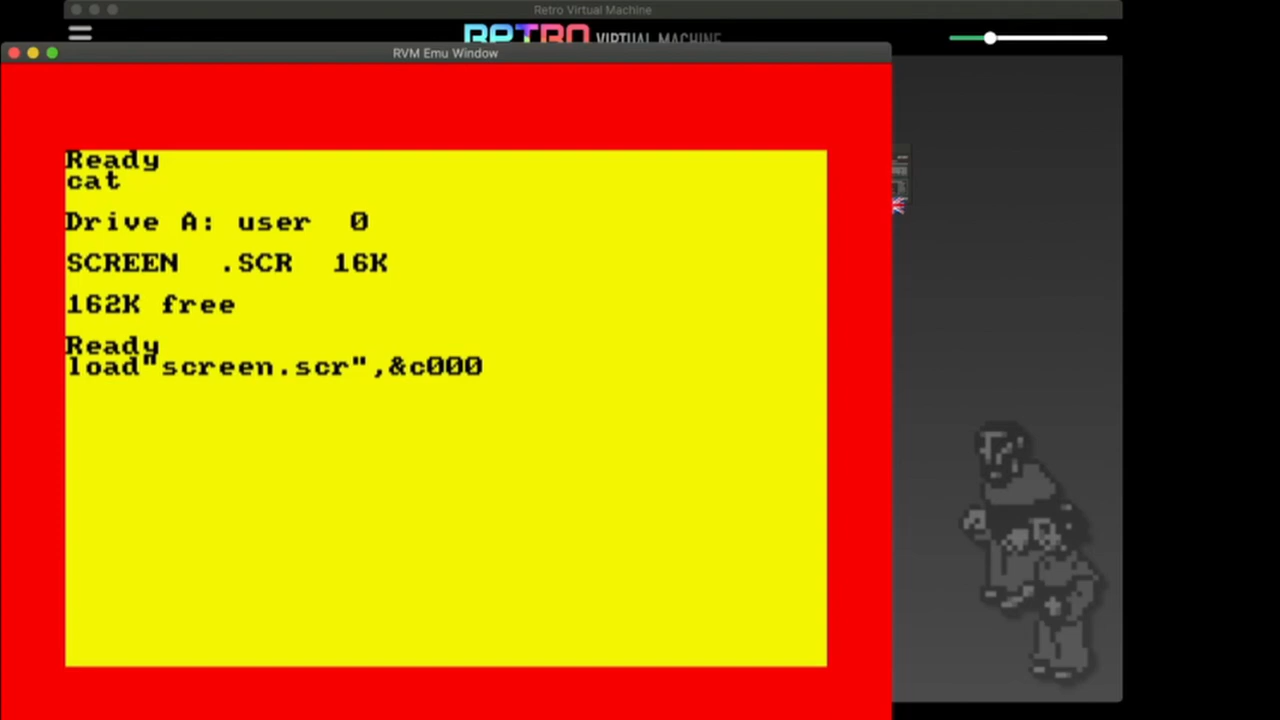 Retro Virtual Machine
RETRO VIRTUAL MACHINE
RVM Emu Window
Ready
cat
Drive A: user 0
SCREEN .SCR 16K
162K free
Ready
load"screen.scr",&c000